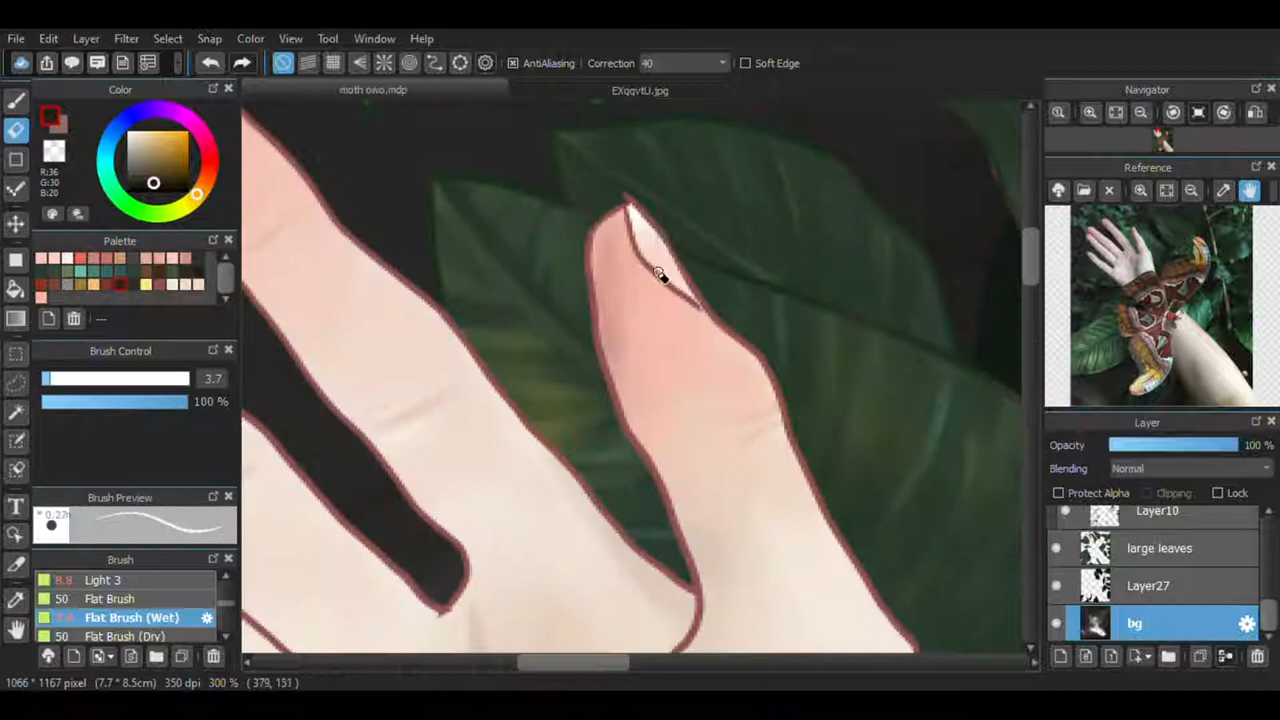 File Edit Layer Filter Select Snap Color View Tool Window Help
AntiAliasing Correction 40 Soft Edge
Color
moth owo.mdp
EXqqvtU.jpg
Navigator
R:36
G:30
B:20
Palette
---
Brush Control
3.7
100 %
Brush Preview
Brush
8.8 Light 3
50 Flat Brush
Flat Brush (Wet)
50 Flat Brush (Dry)
Reference
Layer
Opacity 100 %
Blending Normal
Protect Alpha Clipping Lock
Layer10
large leaves
Layer27
bg
1066 * 1167 pixel (7.7 * 8.5cm) 350 dpi 300 % ( 379, 151 )